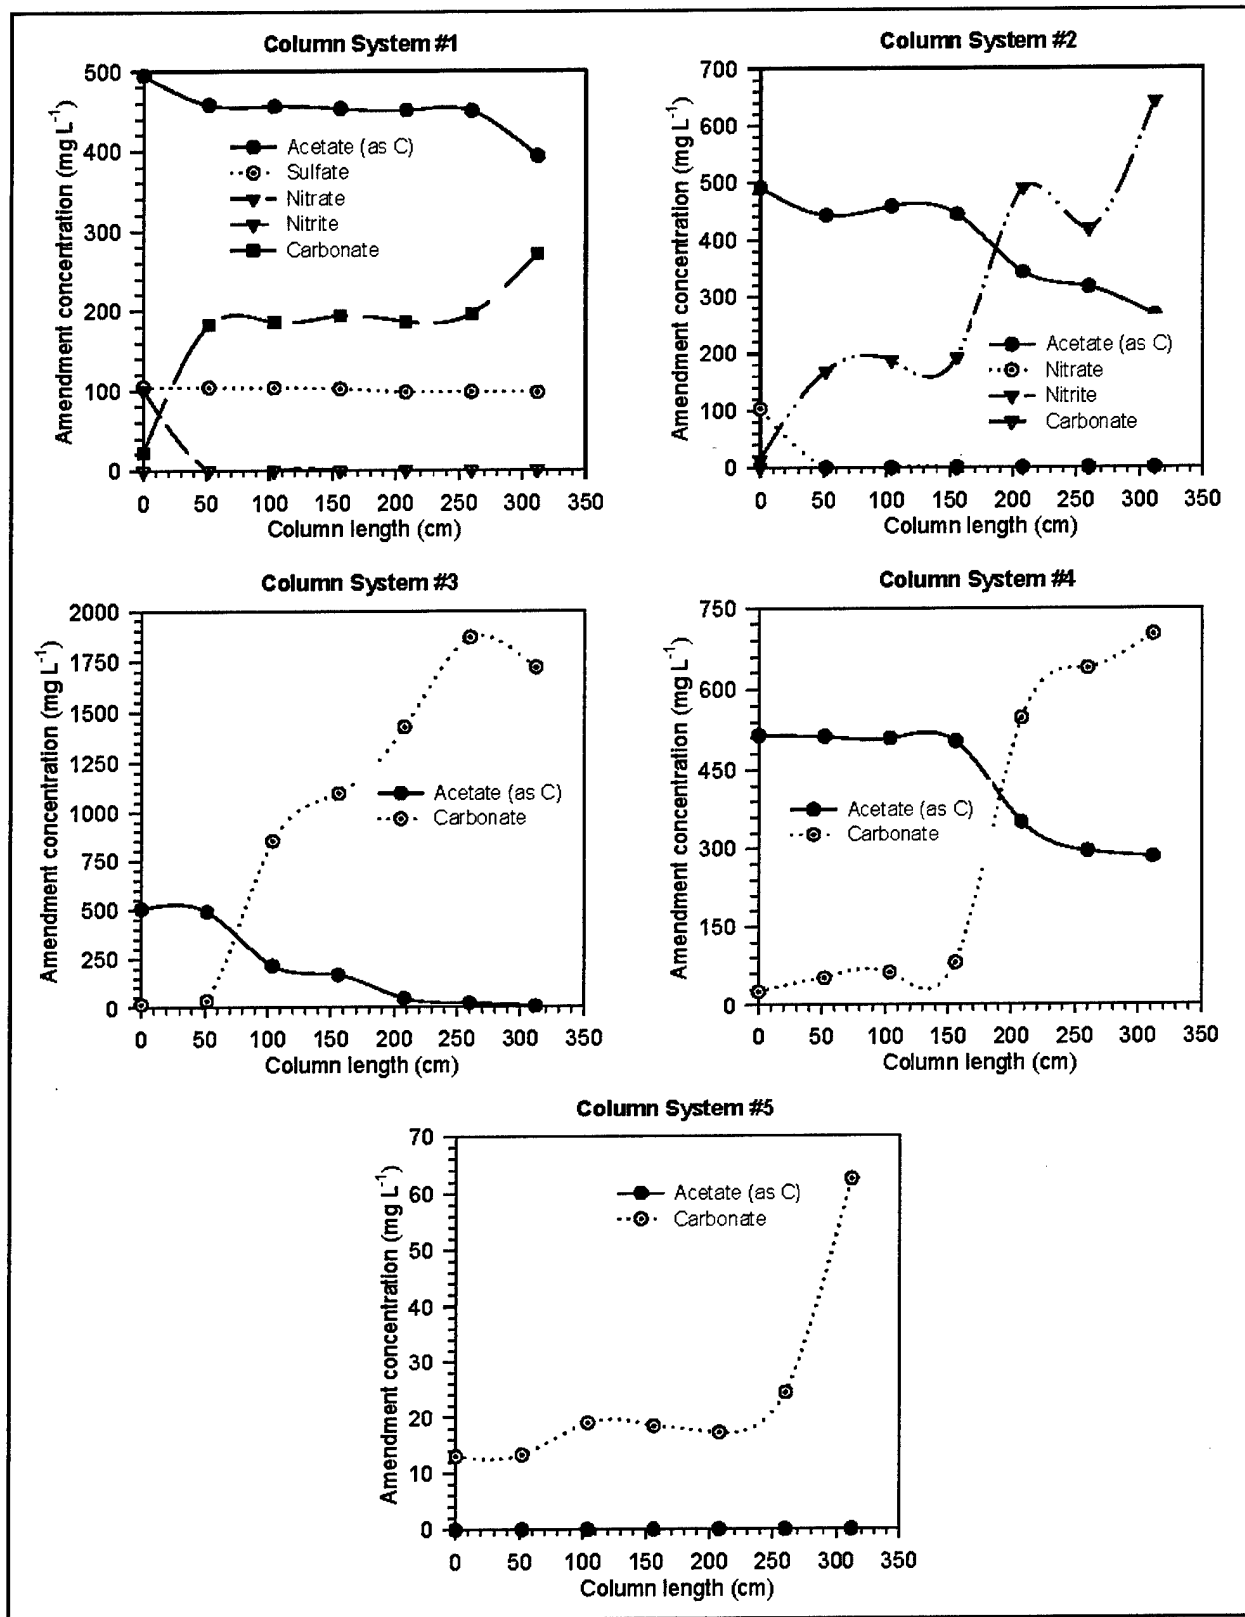 Column System #1
Amendment concentration (mg L-1)
500
400
300
200
100
0
Acetate (as C)
Sulfate
Nitrate
Nitrite
Carbonate
0 50 100 150 200 250 300 350
Column length (cm)
Column System #2
Amendment concentration (mg L-1)
700
600
500
400
300
200
100
0
Acetate (as C)
Nitrate
Nitrite
Carbonate
0 50 100 150 200 250 300 350
Column length (cm)
Column System #3
Amendment concentration (mg L-1)
2000
1750
1500
1250
1000
750
500
250
0
Acetate (as C)
Carbonate
0 50 100 150 200 250 300 350
Column length (cm)
Column System #4
Amendment concentration (mg L-1)
750
600
450
300
150
0
Acetate (as C)
Carbonate
0 50 100 150 200 250 300 350
Column length (cm)
Column System #5
Amendment concentration (mg L-1)
70
60
50
40
30
20
10
0
Acetate (as C)
Carbonate
0 50 100 150 200 250 300 350
Column length (cm)